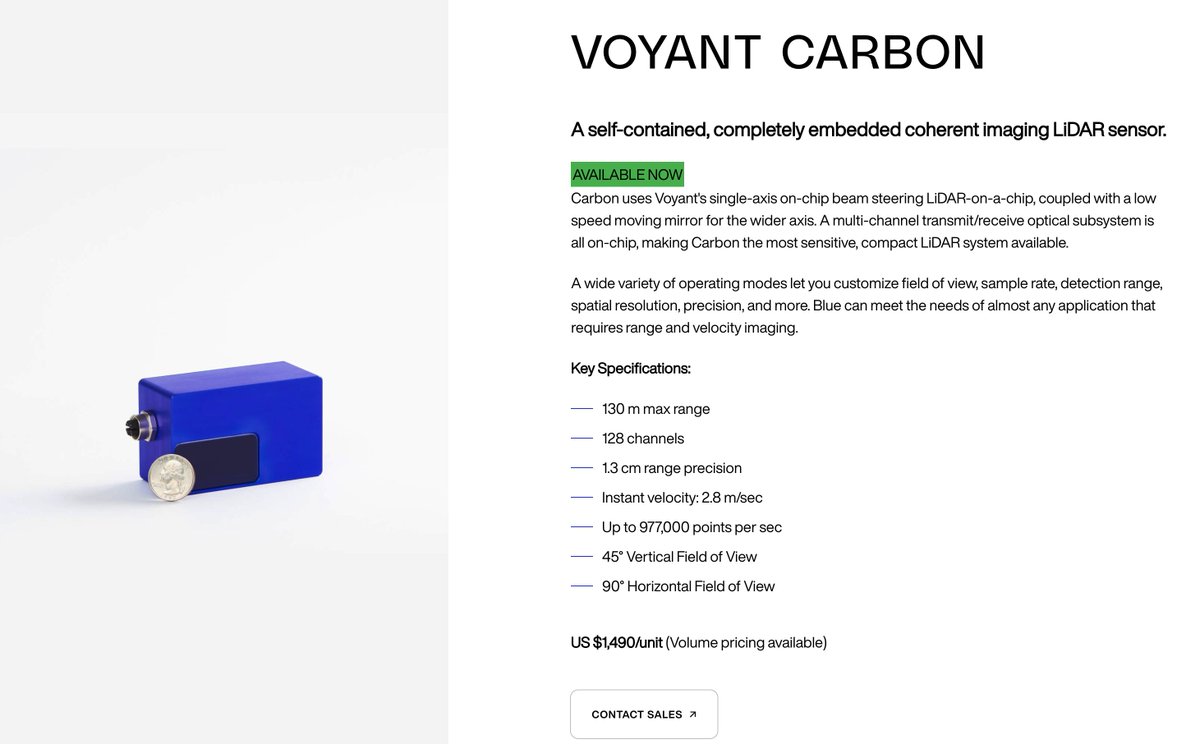 VOYANT CARBON
A self-contained, completely embedded coherent imaging LiDAR sensor.
AVAILABLE NOW
Carbon uses Voyant's single-axis on-chip beam steering LiDAR-on-a-chip, coupled with a low
speed moving mirror for the wider axis. A multi-channel transmit/receive optical subsystem is
all on-chip, making Carbon the most sensitive, compact LiDAR system available.
A wide variety of operating modes let you customize field of view, sample rate, detection range,
spatial resolution, precision, and more. Blue can meet the needs of almost any application that
requires range and velocity imaging.
Key Specifications:
130 m max range
128 channels
1.3 cm range precision
Instant velocity: 2.8 m/sec
Up to 977,000 points per sec
45° Vertical Field of View
90° Horizontal Field of View
US $1,490/unit (Volume pricing available)
CONTACT SALES ↗